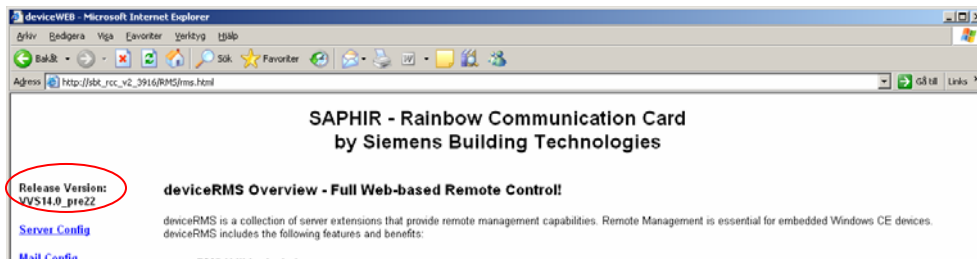 deviceWEB - Microsoft Internet Explorer
Arkiv Redigera Visa Favoriter Verktyg Hjälp
Bakåt Sök Favoriter
Adress http://sbt_rcc_v2_3916/RMS/rms.html Gå till Links
SAPHIR - Rainbow Communication Card
by Siemens Building Technologies
Release Version:
VVS14.0_pre22
deviceRMS Overview - Full Web-based Remote Control!
deviceRMS is a collection of server extensions that provide remote management capabilities. Remote Management is essential for embedded Windows CE devices.
deviceRMS includes the following features and benefits:
Server Config
Mail Config